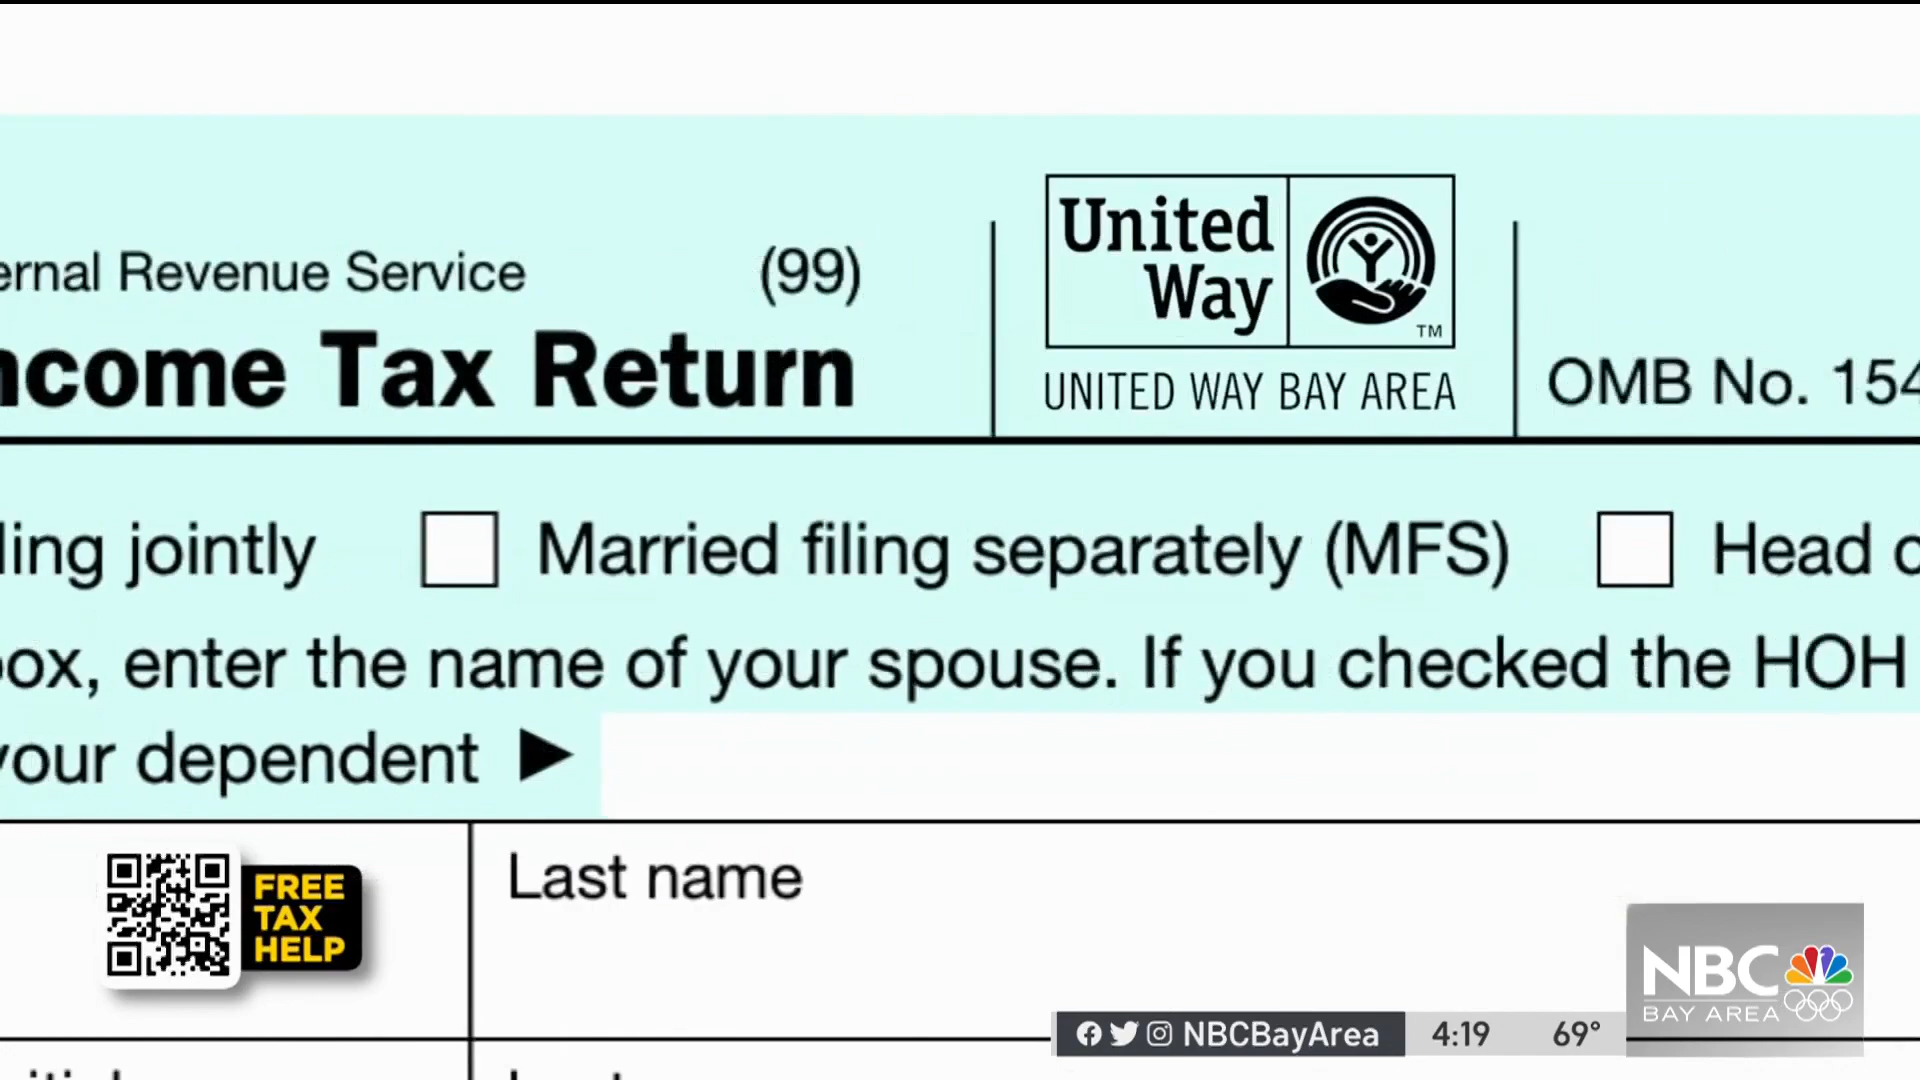 United
Way
TM
UNITED WAY BAY AREA
ernal Revenue Service (99)
ncome Tax Return
OMB No. 154
ling jointly Married filing separately (MFS) Head o
box, enter the name of your spouse. If you checked the HOH
your dependent ▶
FREE
TAX
HELP
Last name
NBC
BAY AREA
NBCBayArea 4:19 69°